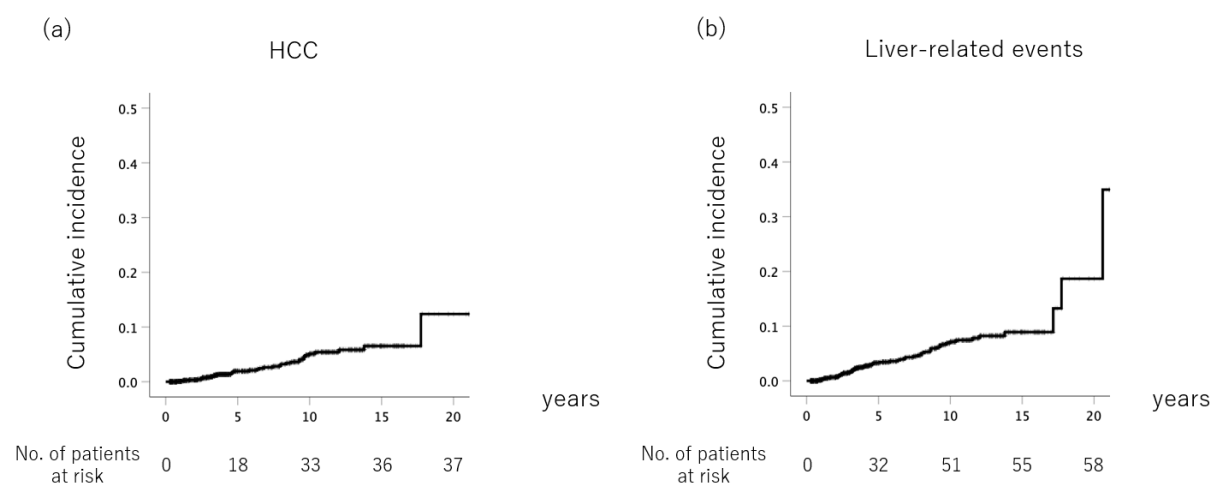 (a)
HCC
Cumulative incidence
0.5
0.4
0.3
0.2
0.1
0.0
0 5 10 15 20
years
No. of patients
at risk
0 18 33 36 37
(b)
Liver-related events
Cumulative incidence
0.5
0.4
0.3
0.2
0.1
0.0
0 5 10 15 20
years
No. of patients
at risk
0 32 51 55 58